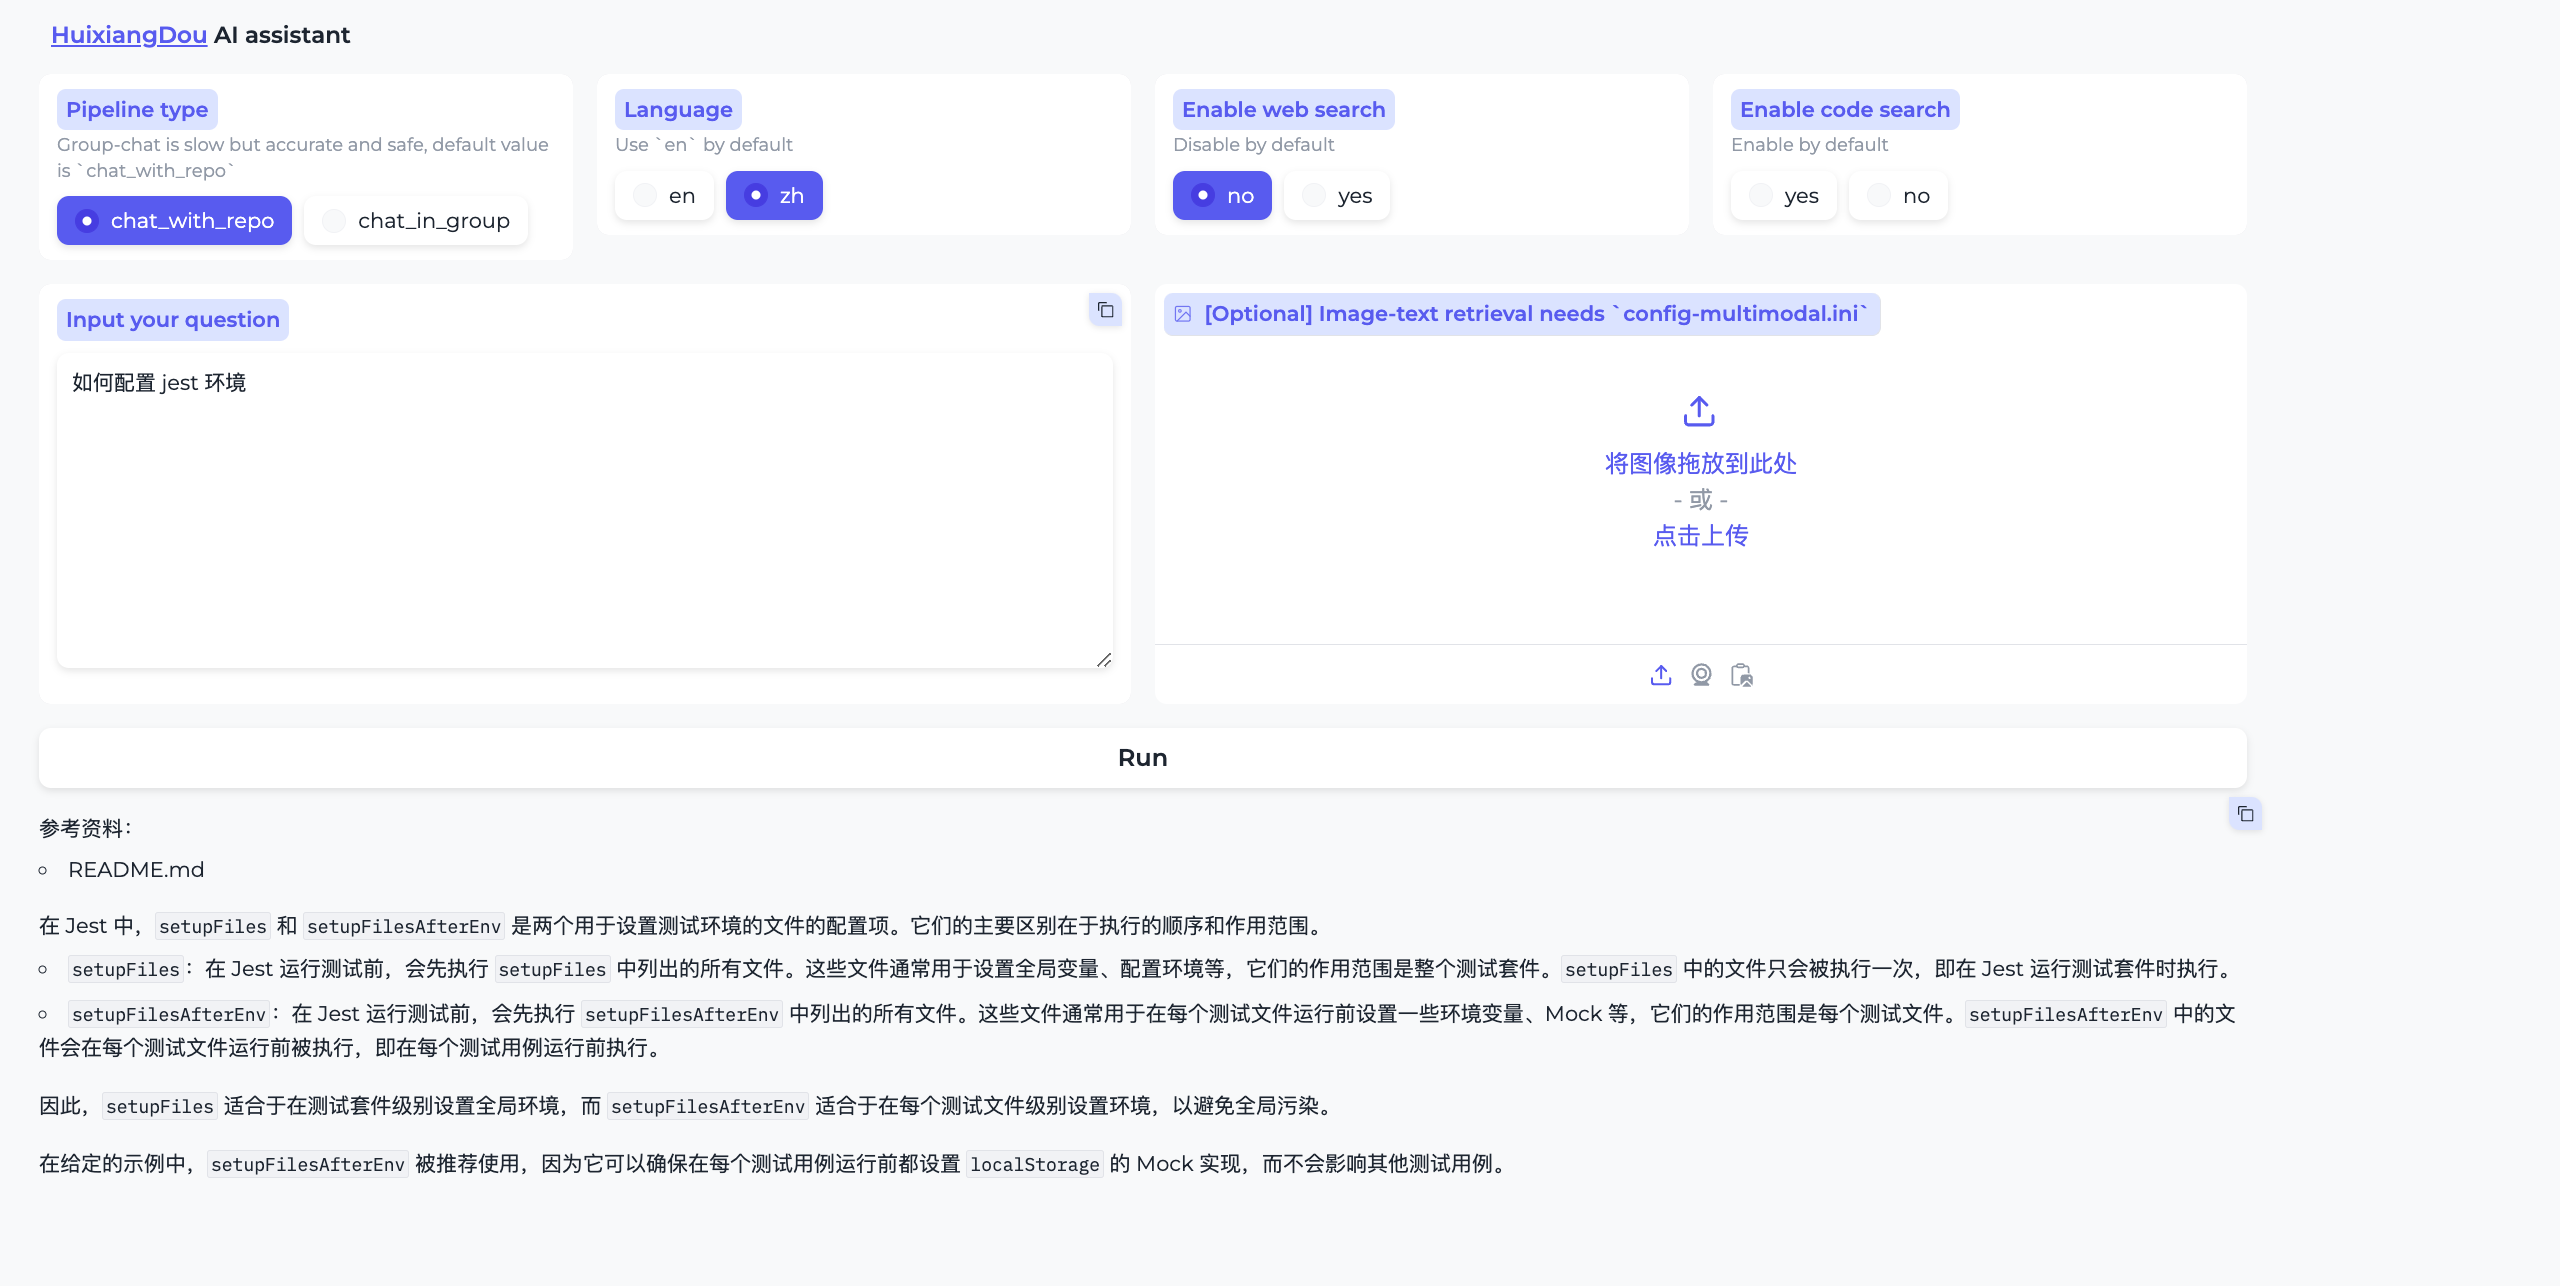 HuixiangDou AI assistant
Pipeline type
Group-chat is slow but accurate and safe, default value
is `chat_with_repo`
chat_with_repo
chat_in_group
Language
Use `en` by default
en
zh
Enable web search
Disable by default
no
yes
Enable code search
Enable by default
yes
no
Input your question
如何配置 jest 环境
[Optional] Image-text retrieval needs `config-multimodal.ini`
将图像拖放到此处
- 或 -
点击上传
Run
参考资料：
README.md
在 Jest 中，setupFiles 和 setupFilesAfterEnv 是两个用于设置测试环境的文件的配置项。它们的主要区别在于执行的顺序和作用范围。
setupFiles：在 Jest 运行测试前，会先执行 setupFiles 中列出的所有文件。这些文件通常用于设置全局变量、配置环境等，它们的作用范围是整个测试套件。setupFiles 中的文件只会被执行一次，即在 Jest 运行测试套件时执行。
setupFilesAfterEnv：在 Jest 运行测试前，会先执行 setupFilesAfterEnv 中列出的所有文件。这些文件通常用于在每个测试文件运行前设置一些环境变量、Mock 等，它们的作用范围是每个测试文件。setupFilesAfterEnv 中的文
件会在每个测试文件运行前被执行，即在每个测试用例运行前执行。
因此，setupFiles 适合于在测试套件级别设置全局环境，而 setupFilesAfterEnv 适合于在每个测试文件级别设置环境，以避免全局污染。
在给定的示例中，setupFilesAfterEnv 被推荐使用，因为它可以确保在每个测试用例运行前都设置 localStorage 的 Mock 实现，而不会影响其他测试用例。